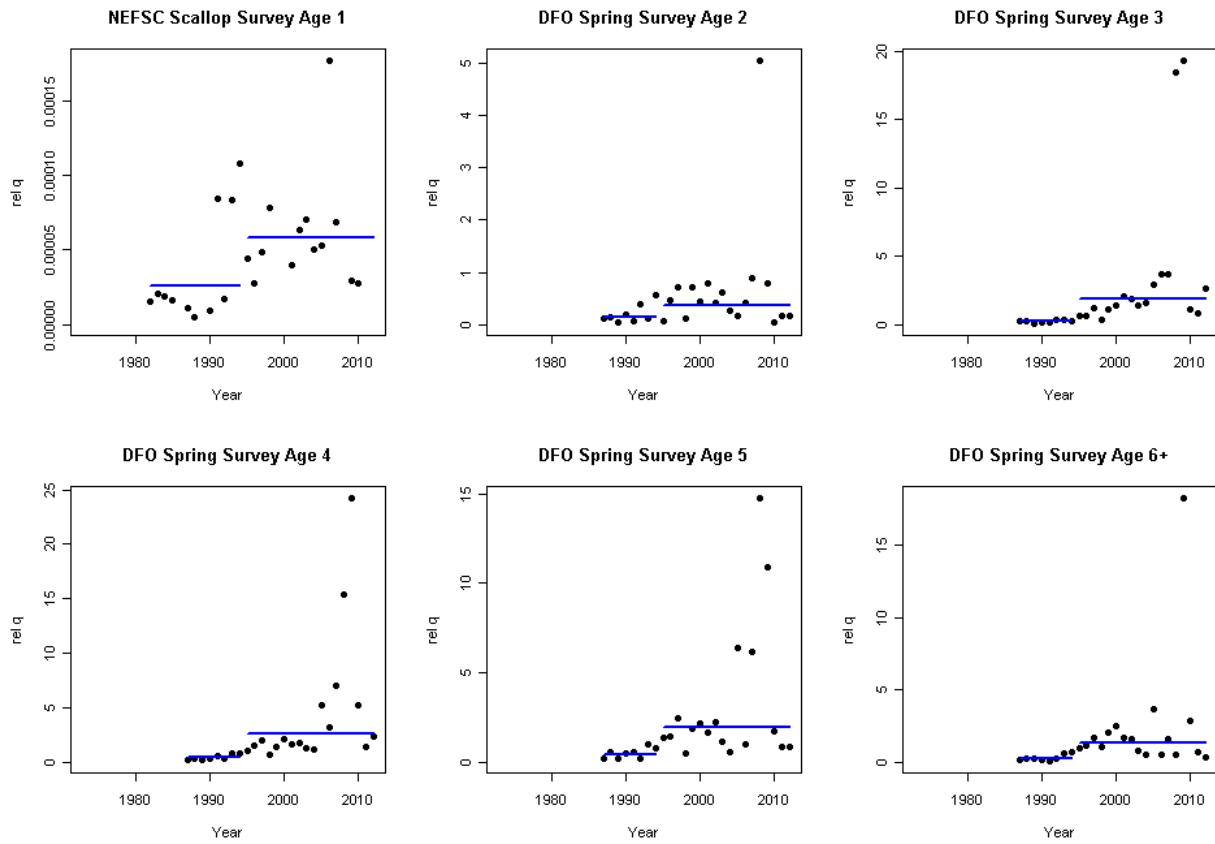 NEFSC Scallop Survey Age 1
rel q
0.00000
0.00005
0.00010
0.00015
1980
1990
2000
2010
Year
DFO Spring Survey Age 2
rel q
0
1
2
3
4
5
1980
1990
2000
2010
Year
DFO Spring Survey Age 3
rel q
0
5
10
15
20
1980
1990
2000
2010
Year
DFO Spring Survey Age 4
rel q
0
5
10
15
20
25
1980
1990
2000
2010
Year
DFO Spring Survey Age 5
rel q
0
5
10
15
1980
1990
2000
2010
Year
DFO Spring Survey Age 6+
rel q
0
5
10
15
1980
1990
2000
2010
Year